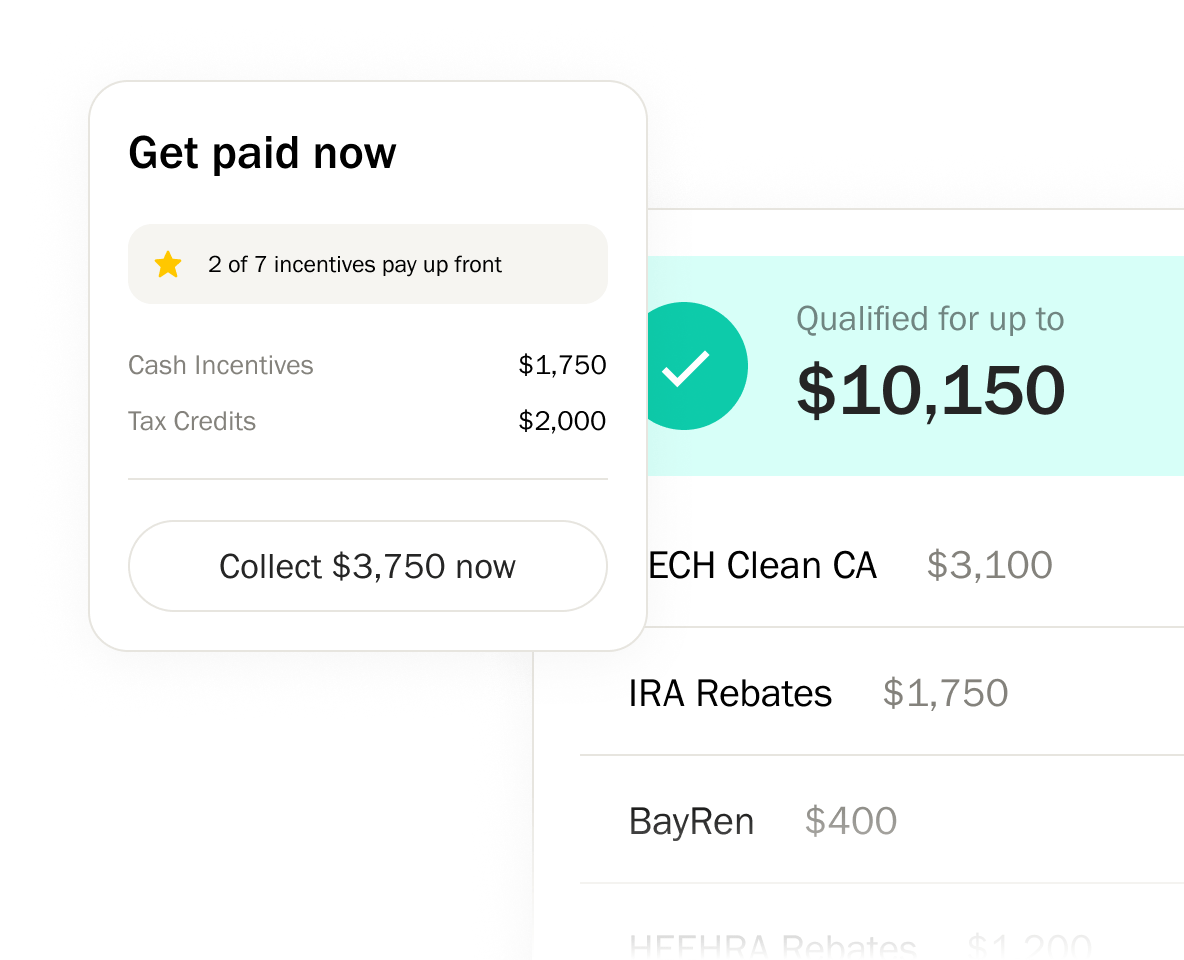 Get paid now
2 of 7 incentives pay up front
Cash Incentives $1,750
Tax Credits $2,000
Collect $3,750 now
Qualified for up to
$10,150
ECH Clean CA $3,100
IRA Rebates $1,750
BayRen $400
HEEHRA Rebates $1,200